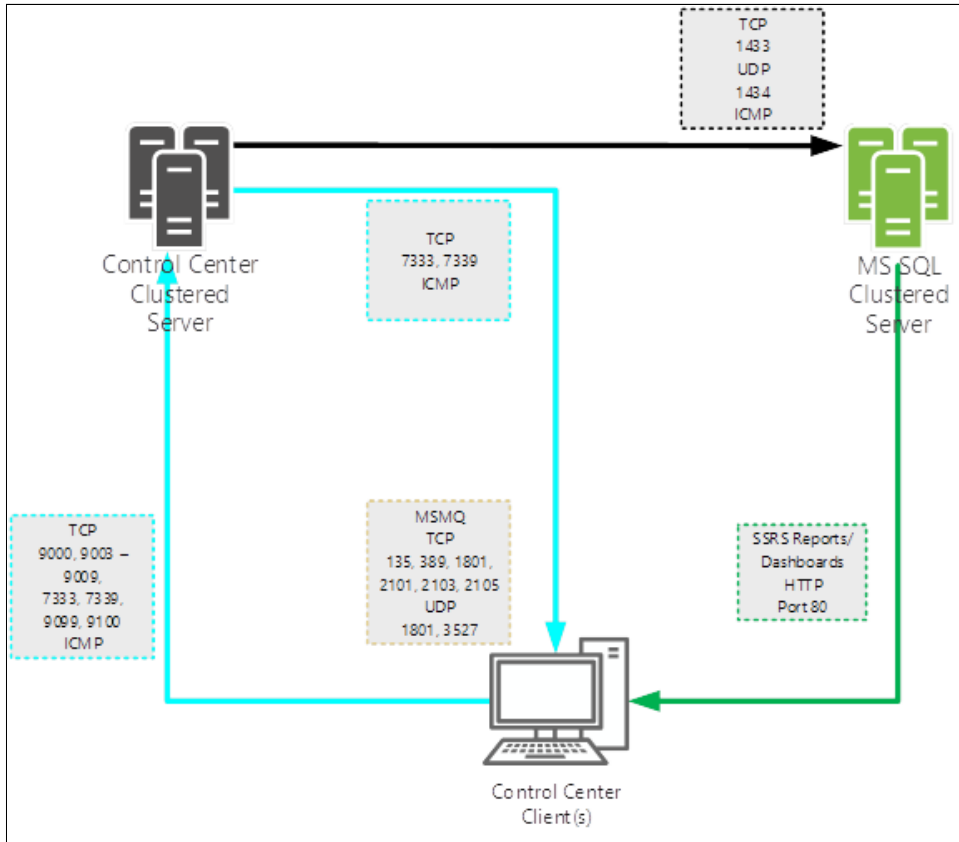 TCP
1433
UDP
1434
ICMP
Control Center
Clustered
Server
TCP
7333, 7339
ICMP
MS SQL
Clustered
Server
TCP
9000, 9003 –
9009,
7333, 7339,
9099, 9100
ICMP
MSMQ
TCP
135, 389, 1801,
2101, 2103, 2105
UDP
1801, 3527
SSRS Reports/
Dashboards
HTTP
Port 80
Control Center
Client(s)